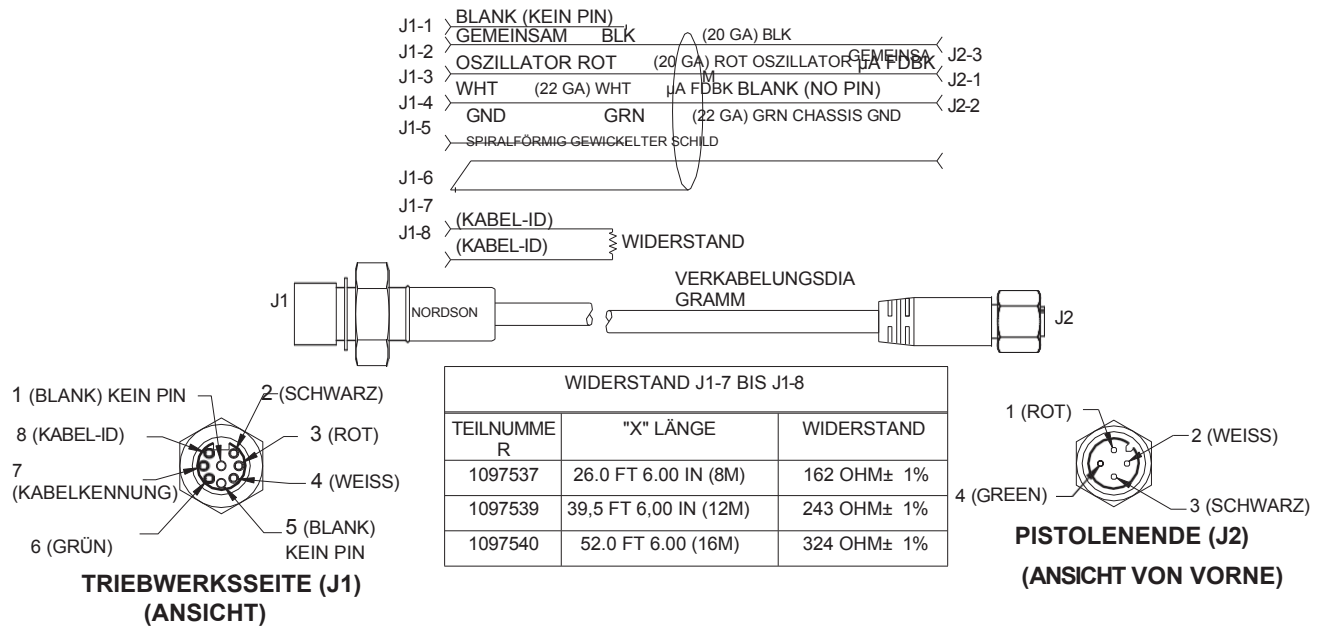 J1-1 BLANK (KEIN PIN)
GEMEINSAM BLK (20 GA) BLK
J1-2 GEMEINSA J2-3
OSZILLATOR ROT (20 GA) ROT OSZILLATOR µA FDBK
J1-3 M J2-1
WHT (22 GA) WHT µA FDBK BLANK (NO PIN)
J1-4 J2-2
GND GRN (22 GA) GRN CHASSIS GND
J1-5
SPIRALFÖRMIG GEWICKELTER SCHILD
J1-6
J1-7
(KABEL-ID)
J1-8 WIDERSTAND
(KABEL-ID)
VERKABELUNGSDIA
GRAMM
J1 NORDSON J2
WIDERSTAND J1-7 BIS J1-8
TEILNUMME
R "X" LÄNGE WIDERSTAND
1097537 26.0 FT 6.00 IN (8M) 162 OHM± 1%
1097539 39,5 FT 6,00 IN (12M) 243 OHM± 1%
1097540 52.0 FT 6.00 (16M) 324 OHM± 1%
1 (BLANK) KEIN PIN
2 (SCHWARZ)
8 (KABEL-ID)
3 (ROT)
7
(KABELKENNUNG)
4 (WEISS)
6 (GRÜN)
5 (BLANK)
KEIN PIN
TRIEBWERKSSEITE (J1)
(ANSICHT)
1 (ROT)
2 (WEISS)
4 (GREEN)
3 (SCHWARZ)
PISTOLENENDE (J2)
(ANSICHT VON VORNE)